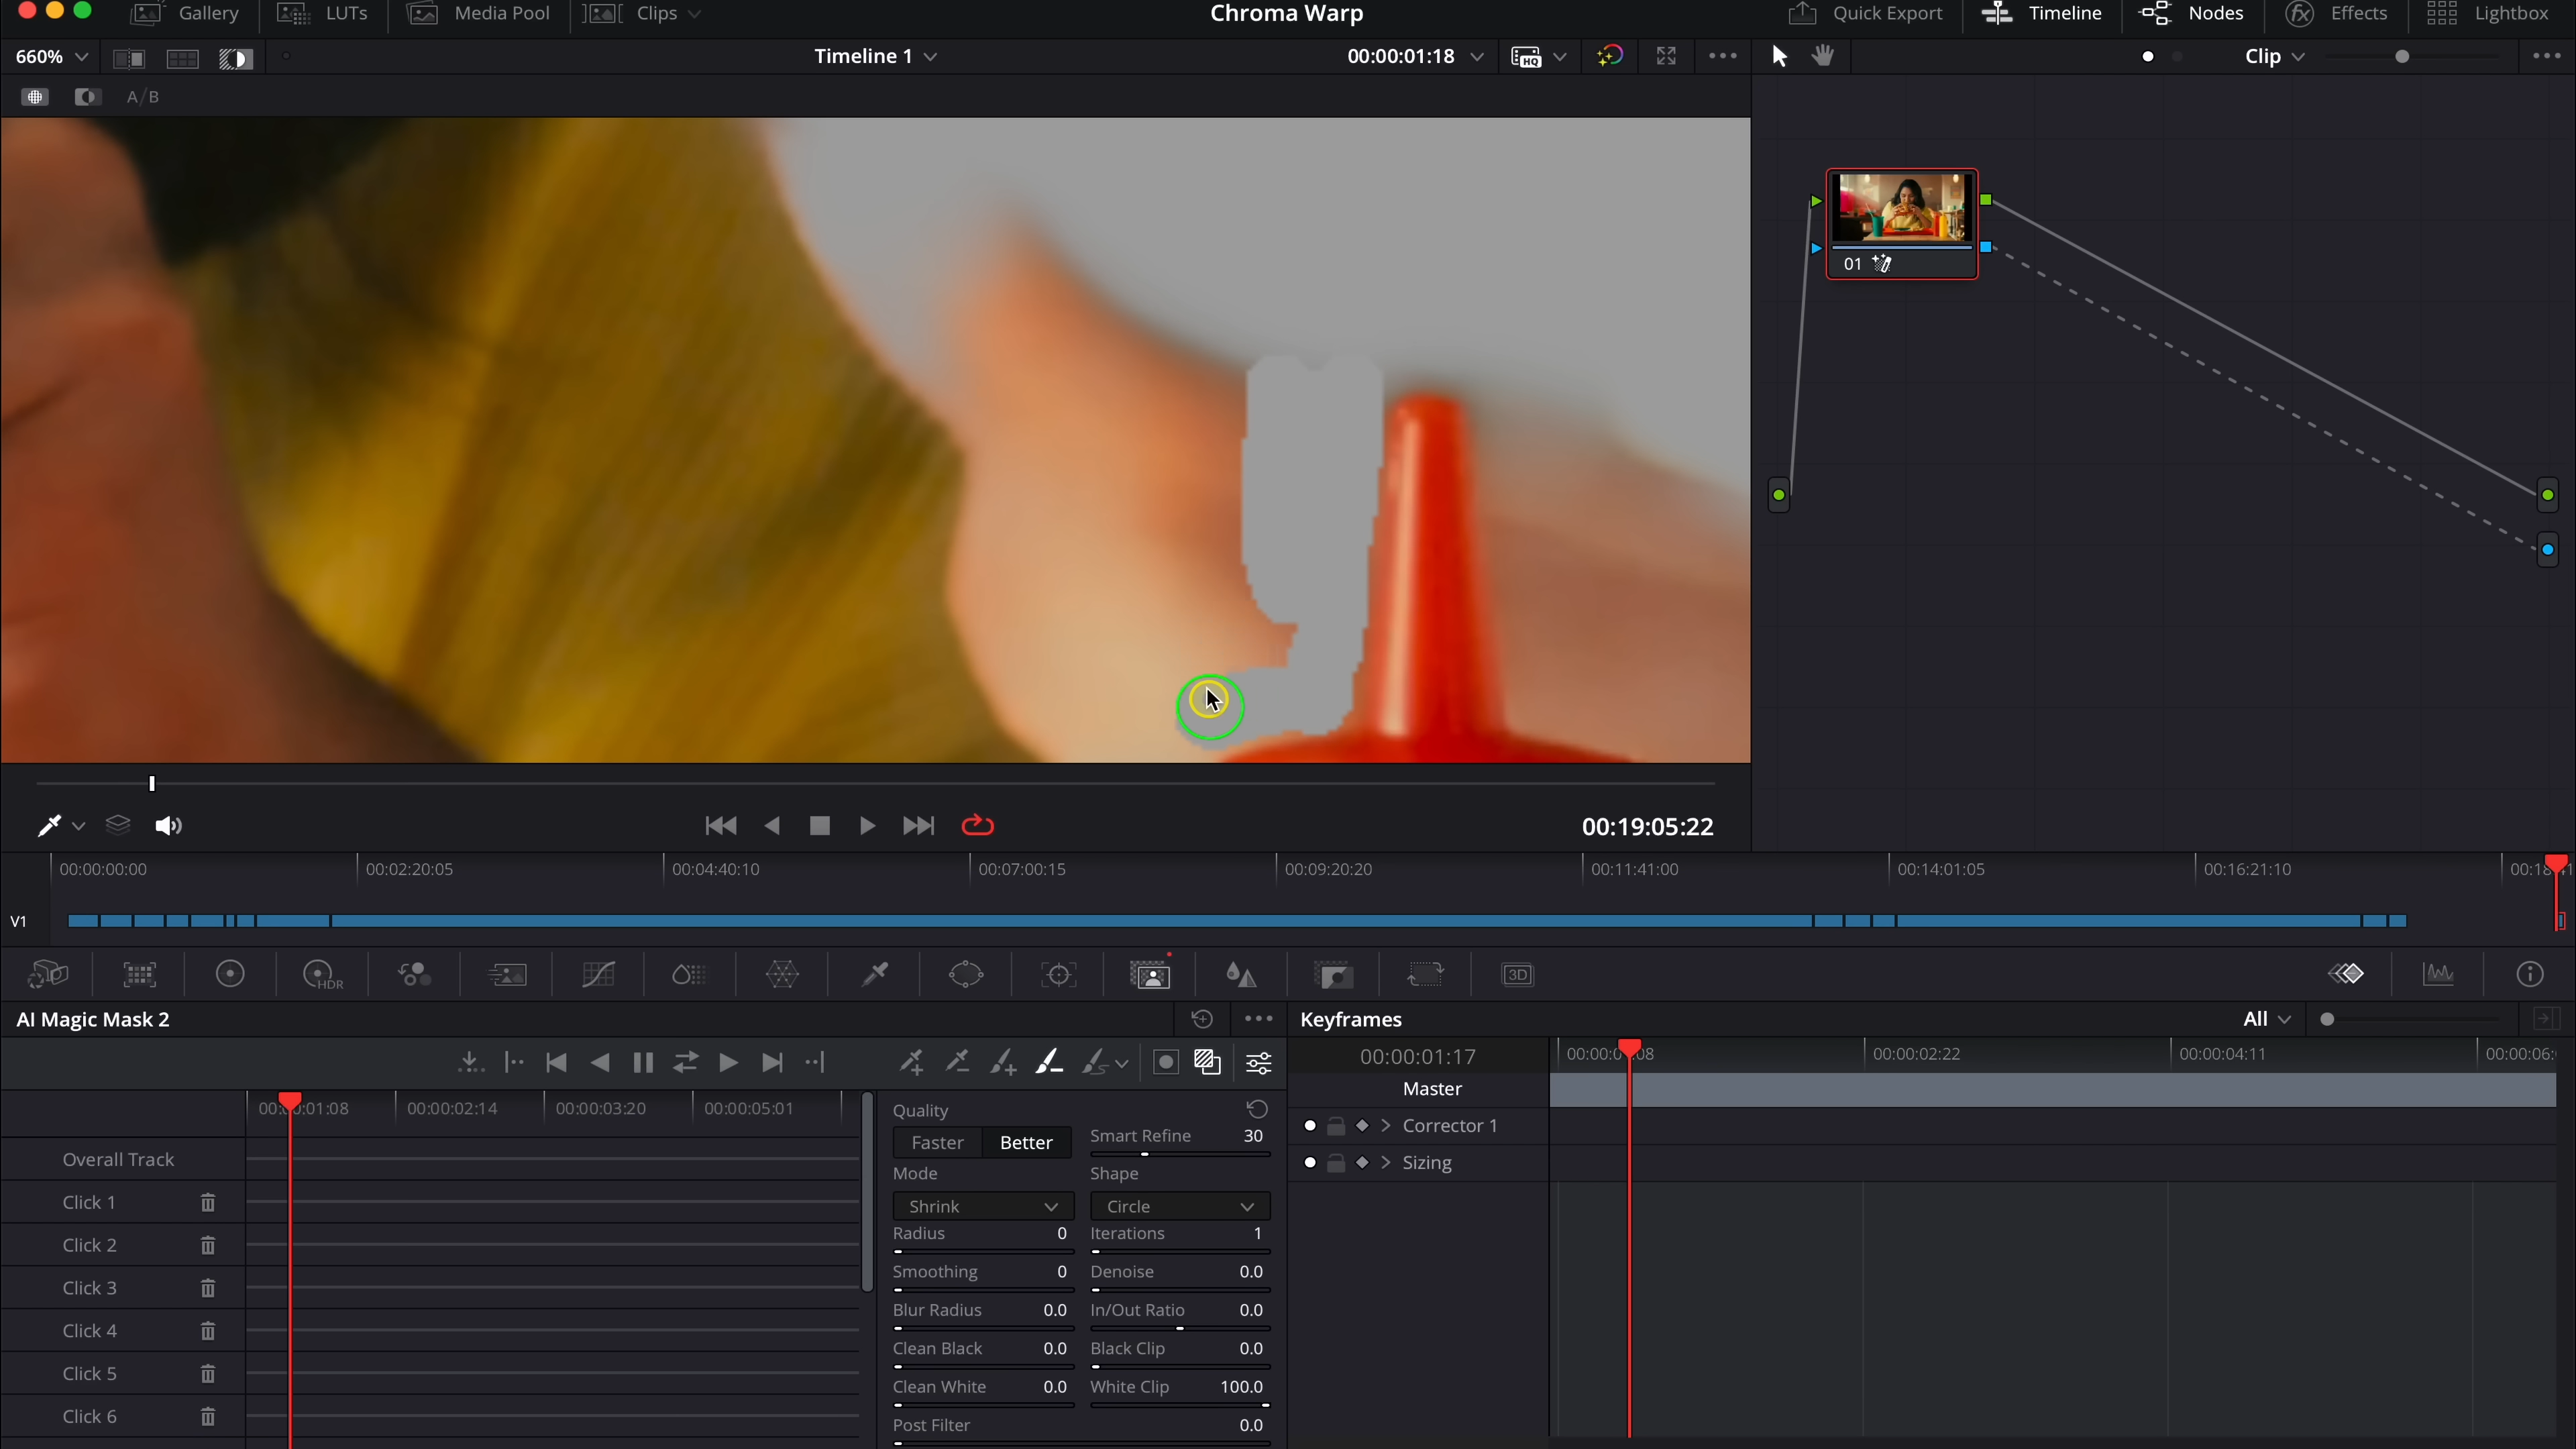 Gallery LUTs Media Pool Clips Chroma Warp Quick Export Timeline Nodes Effects Lightbox
660% Timeline 1 00:00:01:18 HQ Clip
A/B
01
00:19:05:22
00:00:00:00 00:02:20:05 00:04:40:10 00:07:00:15 00:09:20:20 00:11:41:00 00:14:01:05 00:16:21:10
V1
HDR 3D
AI Magic Mask 2 Keyframes All
00:00:01:17 00:00:02:22 00:00:04:11
Master
00:00:02:14 00:00:03:20 00:00:05:01
Quality
Faster Better Smart Refine 30
Corrector 1
Overall Track
Mode Shape
Sizing
Click 1
Shrink Circle
Radius 0 Iterations 1
Click 2
Smoothing 0 Denoise 0.0
Click 3
Blur Radius 0.0 In/Out Ratio 0.0
Click 4
Clean Black 0.0 Black Clip 0.0
Click 5
Clean White 0.0 White Clip 100.0
Click 6
Post Filter 0.0